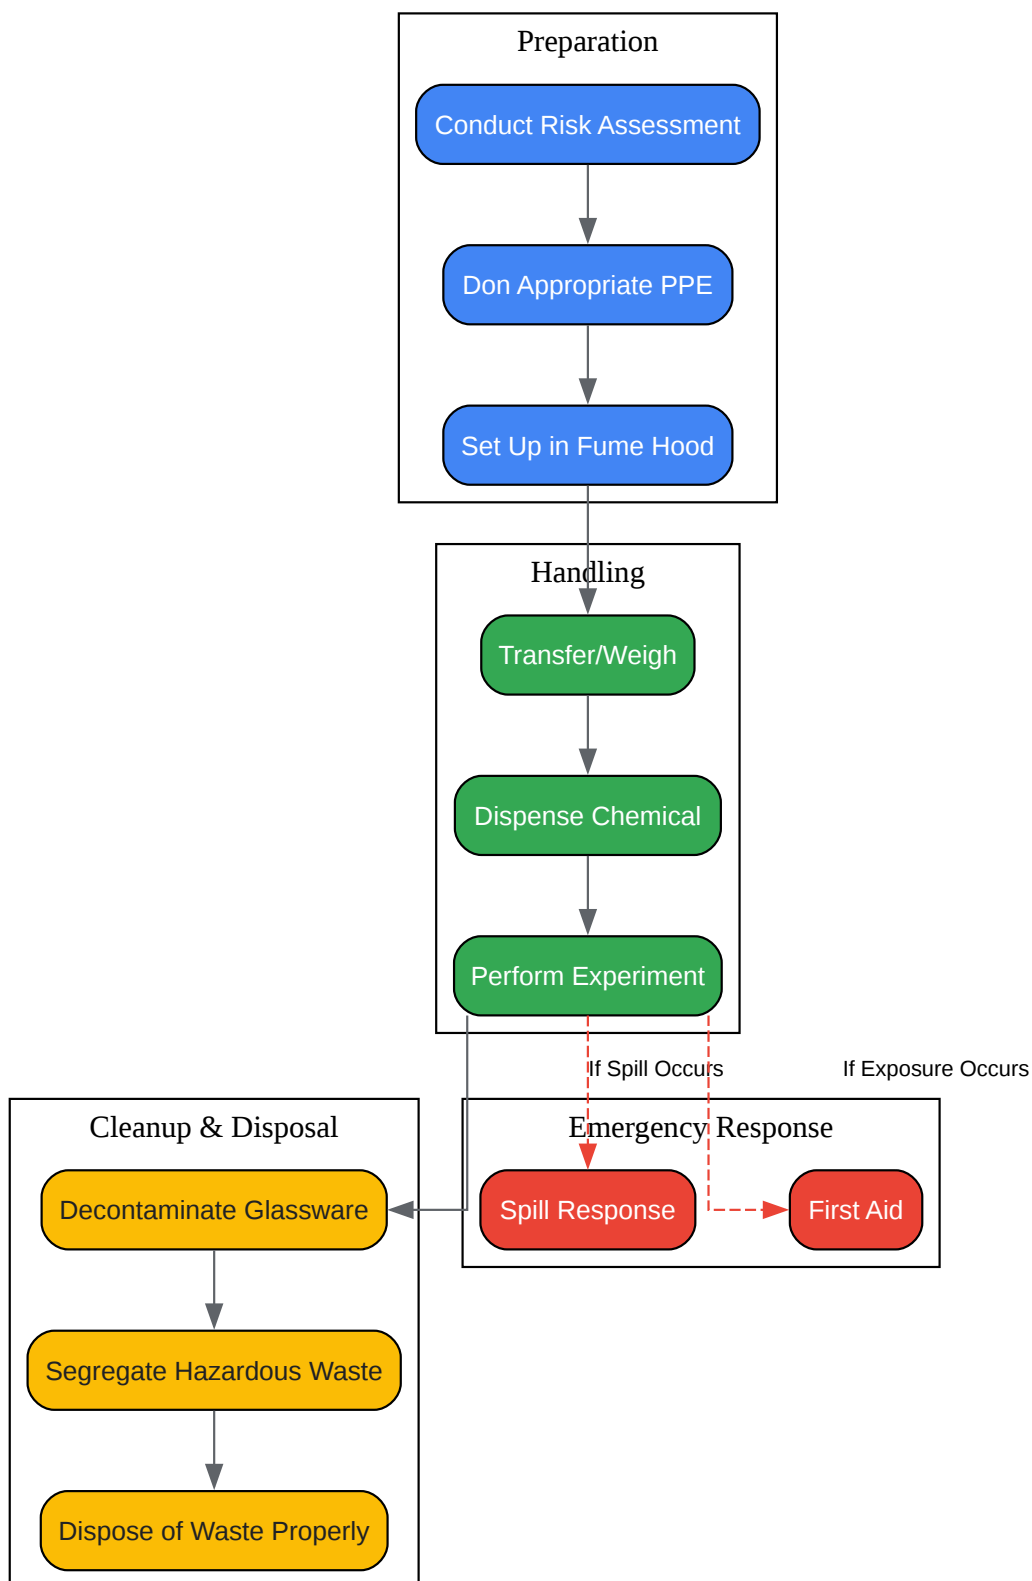 Preparation
Conduct Risk Assessment
Don Appropriate PPE
Set Up in Fume Hood
Handling
Transfer/Weigh
Dispense Chemical
Perform Experiment
If Spill Occurs
If Exposure Occurs
Cleanup & Disposal
Decontaminate Glassware
Segregate Hazardous Waste
Dispose of Waste Properly
Emergency Response
Spill Response
First Aid